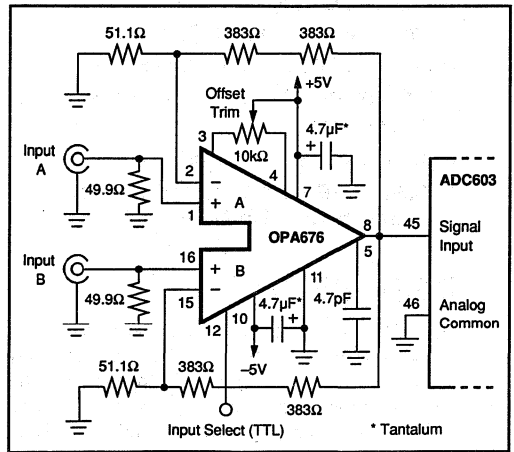 51.1Ω
383Ω
383Ω
+5V
Offset
Trim
3
10kΩ
4
4.7µF*
+
7
Input
A
49.9Ω
2
−
+
A
1
ADC603
8
45
Signal
Input
OPA676
5
Input
B
49.9Ω
16
+
B
−
15
12
10
11
4.7µF*
+
4.7pF
46
Analog
Common
−5V
51.1Ω
383Ω
383Ω
Input Select (TTL)
* Tantalum